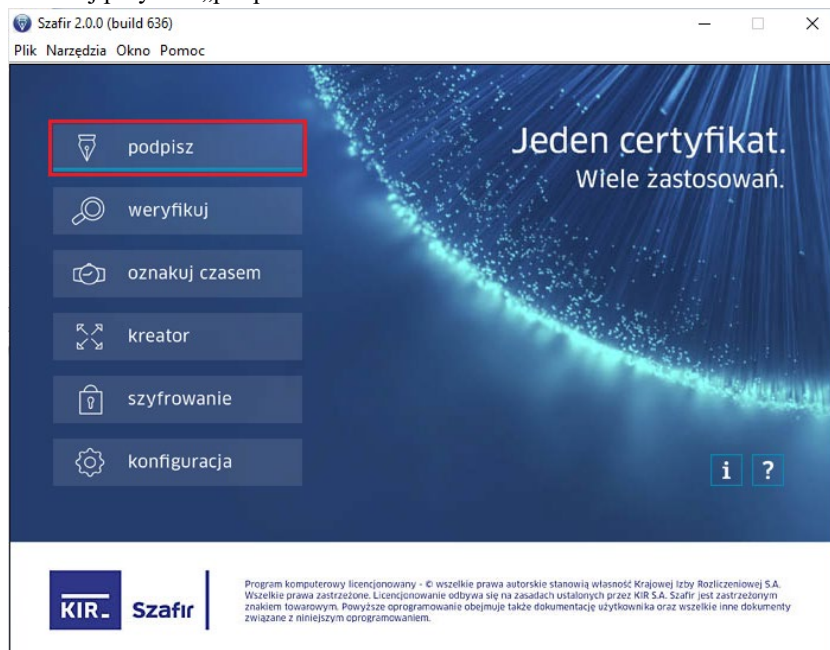 Szafir 2.0.0 (build 636)
Plik Narzędzia Okno Pomoc
podpisz
weryfikuj
oznakuj czasem
kreator
szyfrowanie
konfiguracja
Jeden certyfikat.
Wiele zastosowań.
i ?
KIR Szafir
Program komputerowy licencjonowany - © wszelkie prawa autorskie stanowią własność Krajowej Izby Rozliczeniowej S.A.
Wszelkie prawa zastrzeżone. Licencjonowanie odbywa się na zasadach ustalonych przez KIR S.A. Szafir jest zastrzeżonym
znakiem towarowym. Powyższe oprogramowanie obejmuje także dokumentację użytkownika oraz wszelkie inne dokumenty
związane z niniejszym oprogramowaniem.